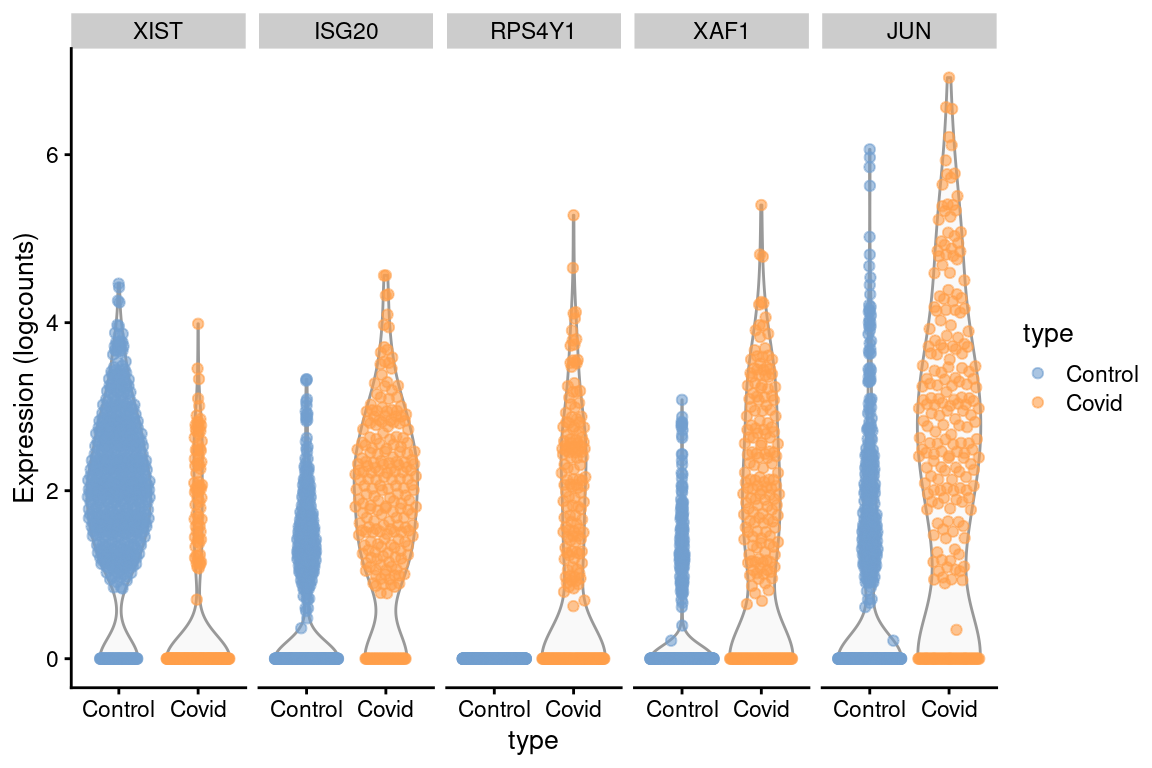 XIST ISG20 RPS4Y1 XAF1 JUN
Expression (logcounts)
6
4
2
0
Control Covid Control Covid Control Covid Control Covid Control Covid
type
type
Control
Covid